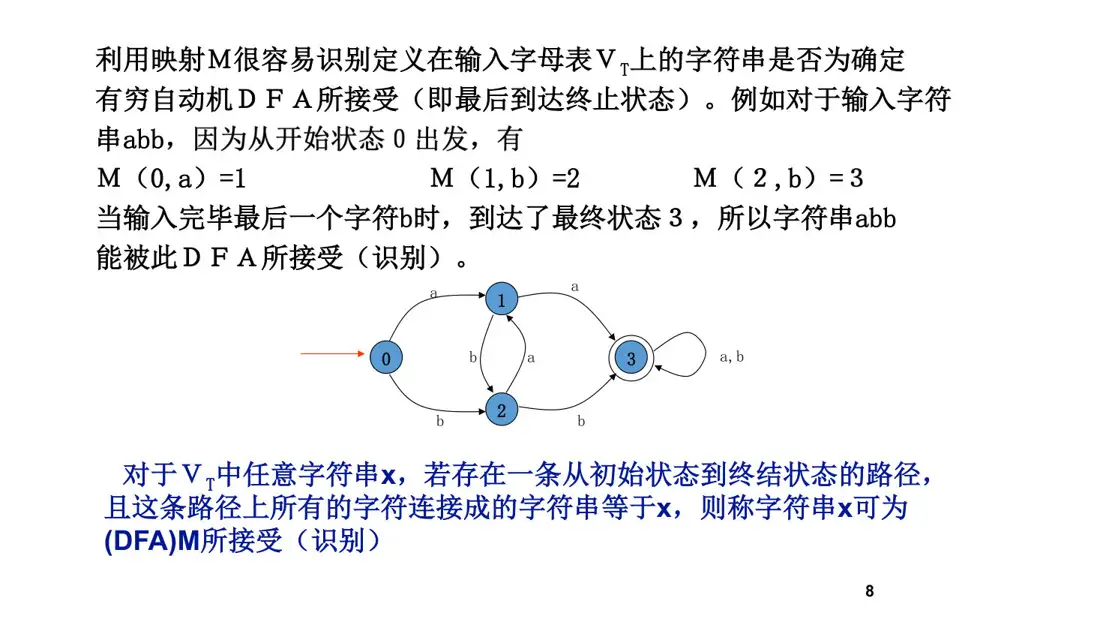 利用映射M很容易识别定义在输入字母表VT上的字符串是否为确定
有穷自动机DFA所接受（即最后到达终止状态）。例如对于输入字符
串abb，因为从开始状态0出发，有
M（0,a）=1 M（1,b）=2 M（2,b）=3
当输入完毕最后一个字符b时，到达了最终状态3，所以字符串abb
能被此DFA所接受（识别）。
a
a
1
0
b
a
3
a,b
2
b
b
对于VT中任意字符串x，若存在一条从初始状态到终结状态的路径，
且这条路径上所有的字符连接成的字符串等于x，则称字符串x可为
(DFA)M所接受（识别）
8